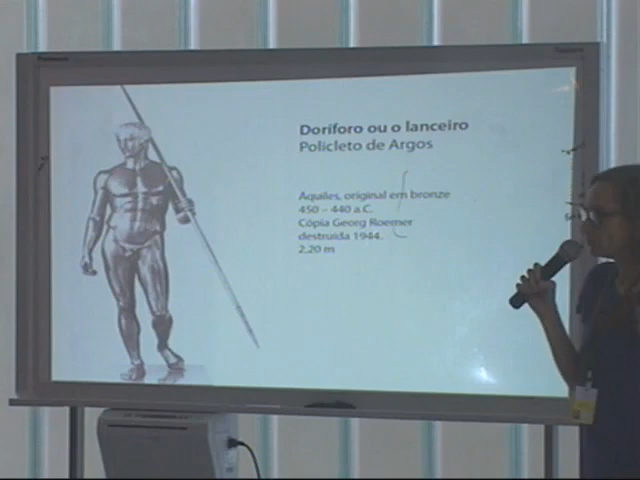 Doríforo ou o lanceiro
Policleto de Argos
Aquiles, original em bronze
450 – 440 a.C.
Cópia Georg Roemer
destruída 1944.
2,20 m